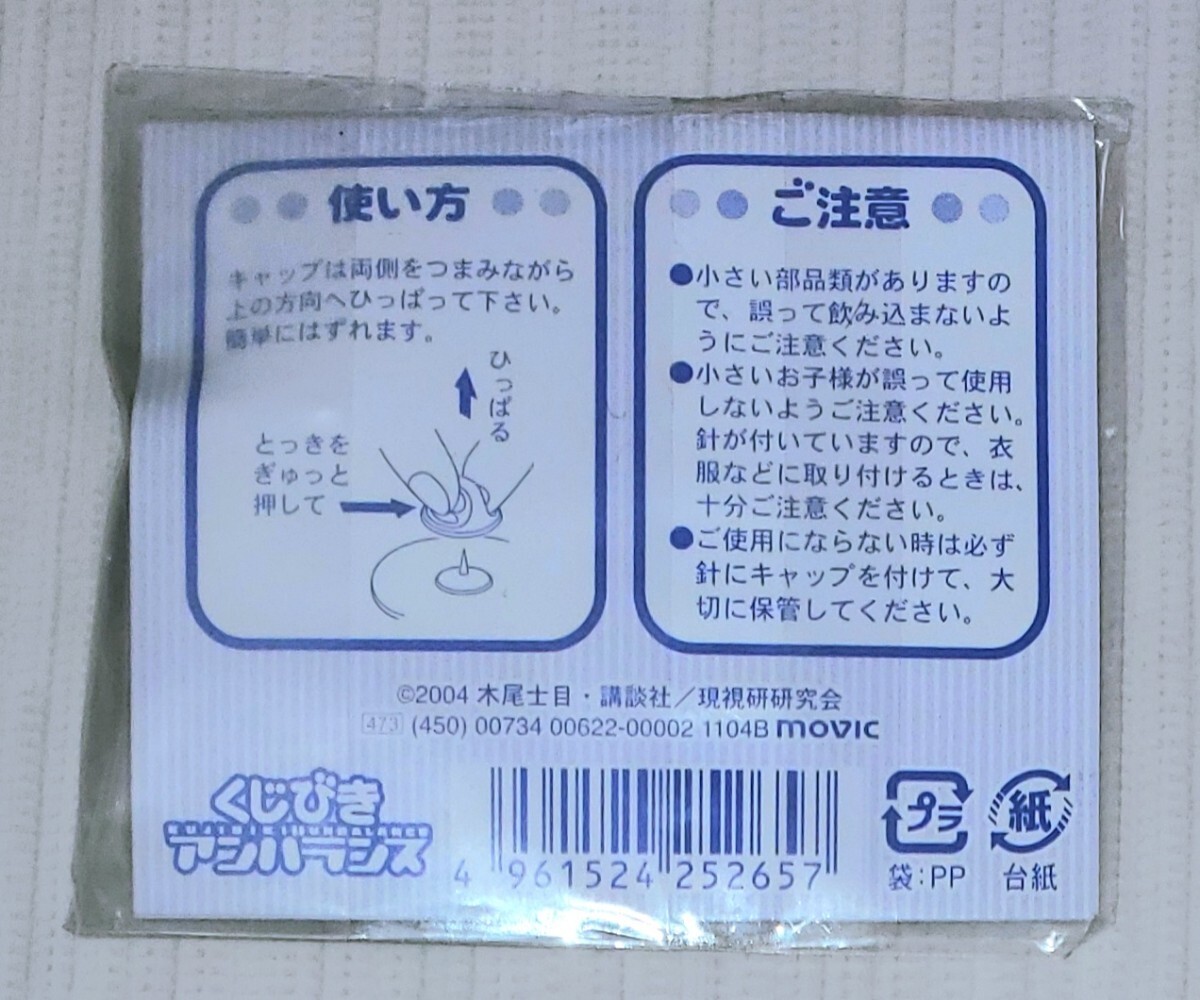 使い方
キャップは両側をつまみながら
上の方向へひっぱって下さい。
簡単にはずれます。
ひっぱる
とっきを
ぎゅっと
押して
ご注意
●小さい部品類がありますの
で、誤って飲み込まないよ
うにご注意ください。
●小さいお子様が誤って使用
しないようご注意ください。
針が付いていますので、衣
服などに取り付けるときは、
十分ご注意ください。
●ご使用にならない時は必ず
針にキャップを付けて、大
切に保管してください。
©2004 木尾士目・講談社／現視研研究会
473 (450) 00734 00622-00002 1104B movic
くじびき
アンバランス
4 961524 252657
プラ
袋:PP
紙
台紙